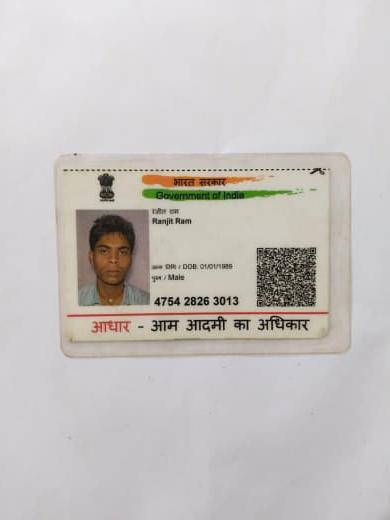 भारत सरकार
Government of India
रंजीत राम
Ranjit Ram
जन्म तिथि / DOB: 01/01/1989
पुरुष / Male
4754 2826 3013
आधार - आम आदमी का अधिकार